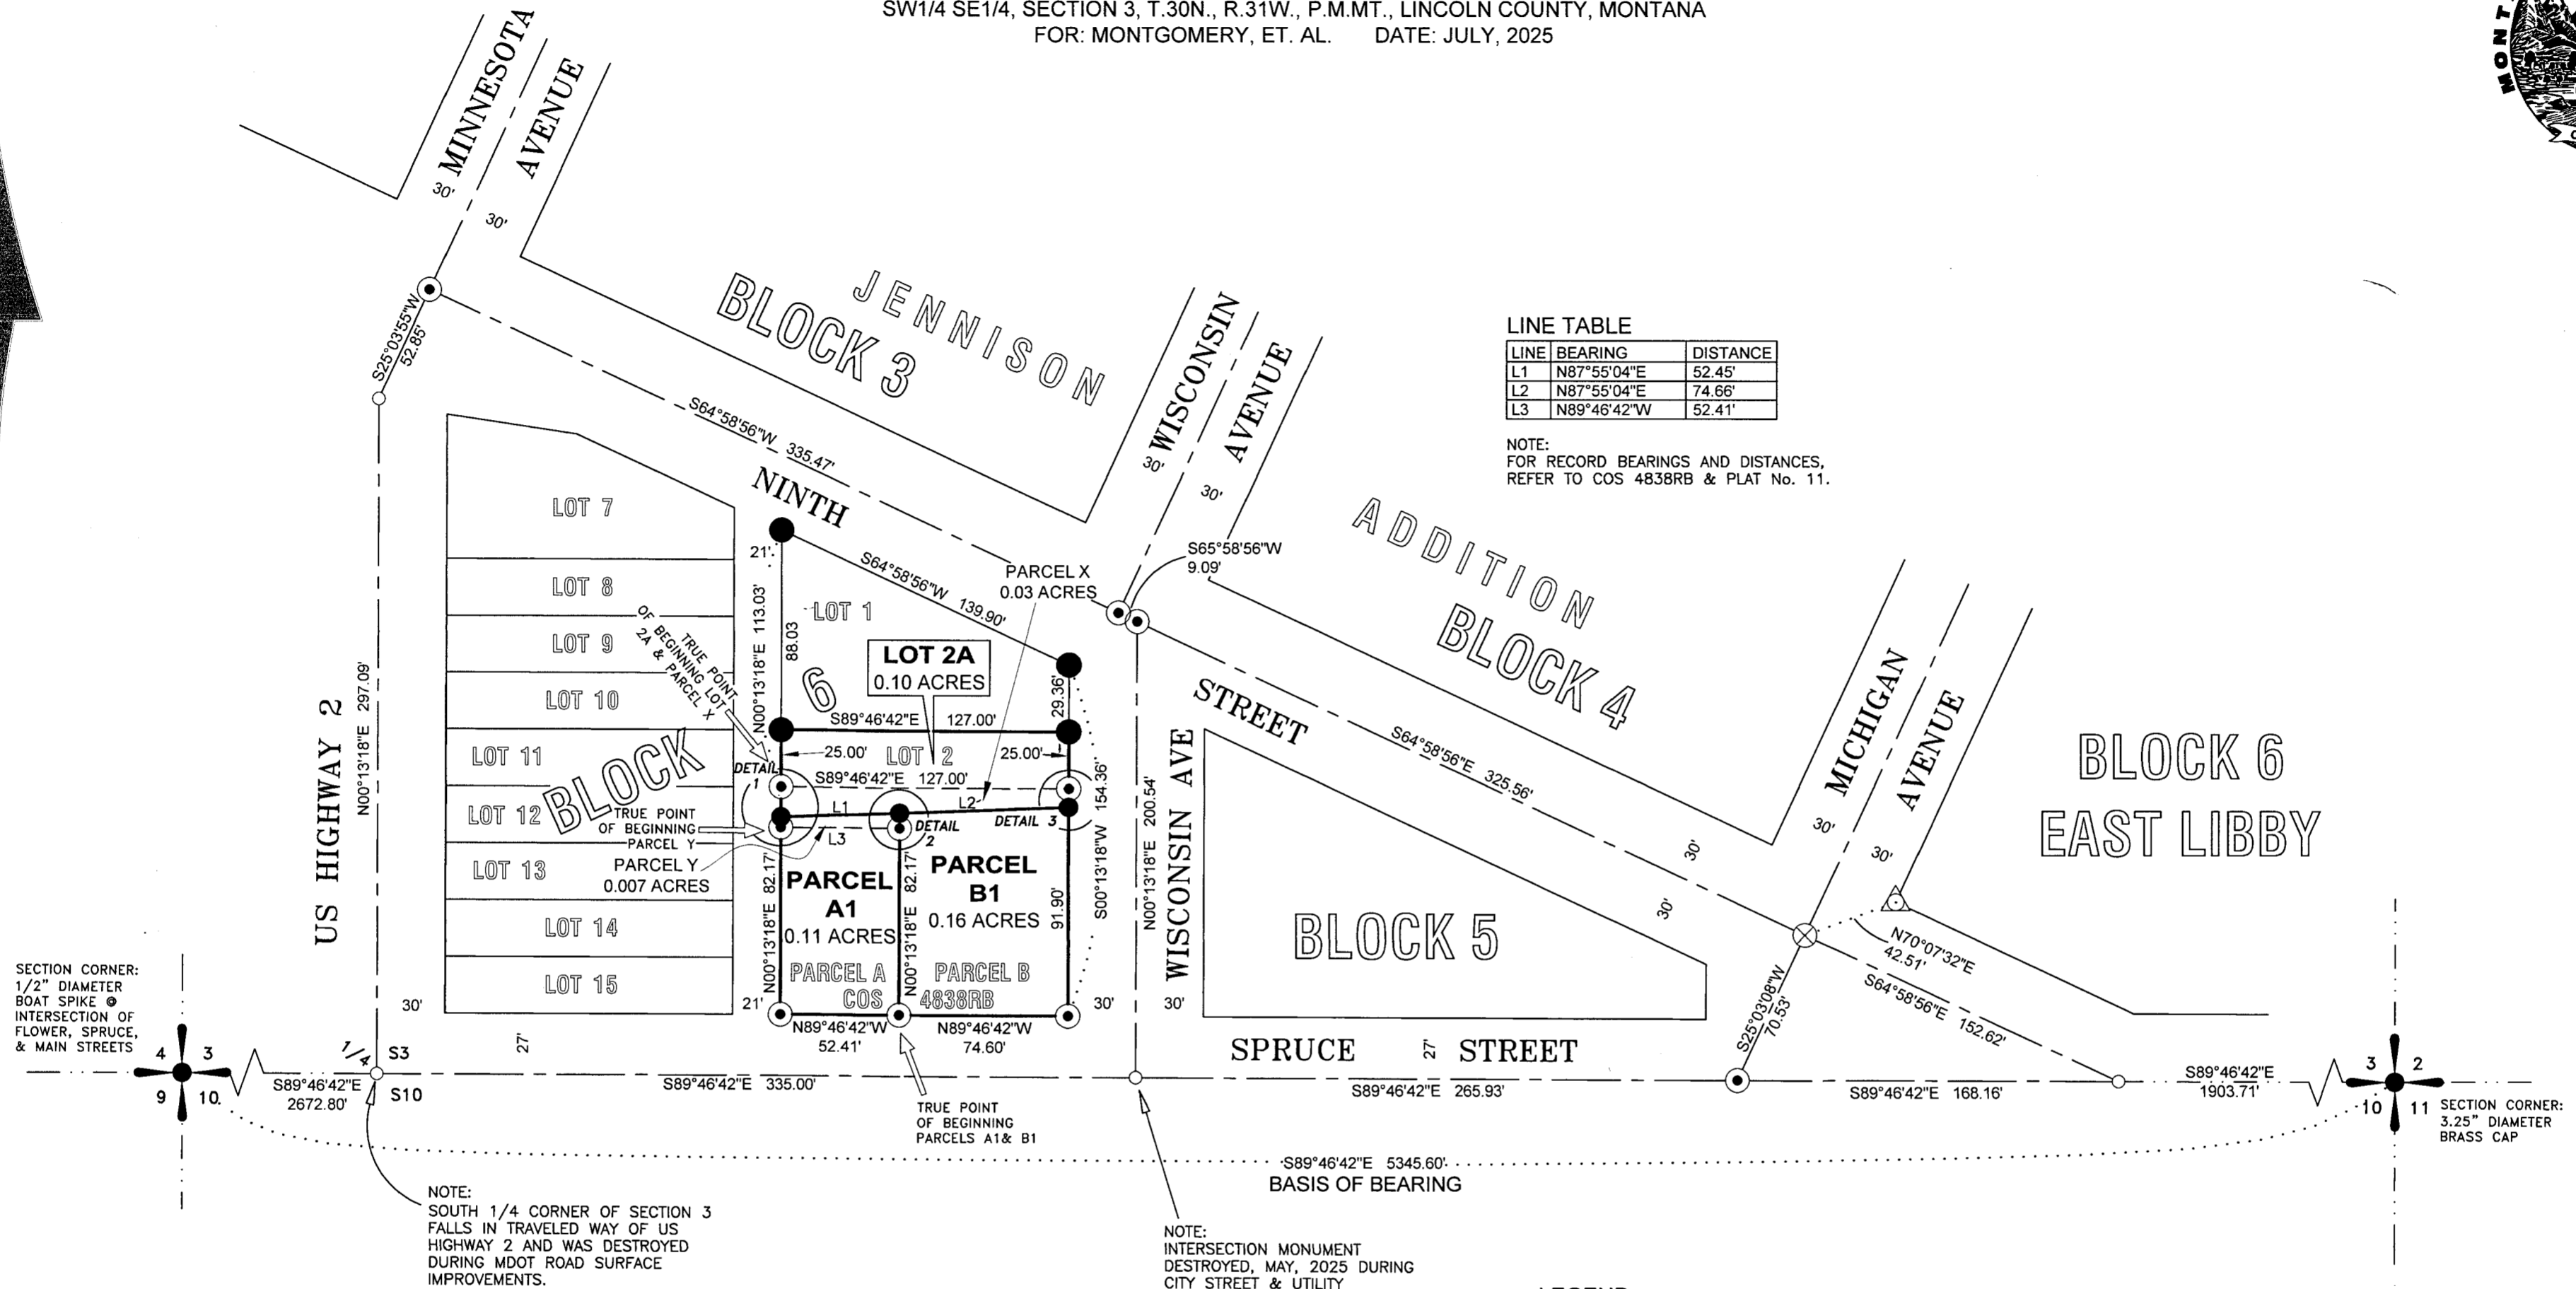 SW1/4 SE1/4, SECTION 3, T.30N., R.31W., P.M.MT., LINCOLN COUNTY, MONTANA
FOR: MONTGOMERY, ET. AL. DATE: JULY, 2025
MINNESOTA
AVENUE
30'
30'
S25°03'55"W
52.85'
JENNISON
BLOCK 3
WISCONSIN
AVENUE
30'
30'
S64°58'56"W 335.47'
NINTH
LINE TABLE
LINE BEARING DISTANCE
L1 N87°55'04"E 52.45'
L2 N87°55'04"E 74.66'
L3 N89°46'42"W 52.41'
NOTE:
FOR RECORD BEARINGS AND DISTANCES,
REFER TO COS 4838RB & PLAT No. 11.
S65°58'56"W
9.09'
ADDITION
BLOCK 4
STREET
S64°58'56"E 325.56'
30'
30'
MICHIGAN
AVENUE
30'
30'
BLOCK 6
EAST LIBBY
US HIGHWAY 2
N00°13'18"E 297.09'
LOT 7
LOT 8
LOT 9
LOT 10
LOT 11
LOT 12
LOT 13
LOT 14
LOT 15
BLOCK
6
21'
N00°13'18"E 113.03'
88.03
LOT 1
S64°58'56"W 139.90'
PARCEL X
0.03 ACRES
LOT 2A
0.10 ACRES
TRUE POINT
OF BEGINNING LOT
2A & PARCEL X
29.36'
S89°46'42"E 127.00'
25.00'
LOT 2
25.00'
DETAIL
1
S89°46'42"E 127.00'
L1
L2
DETAIL 3
DETAIL
2
L3
TRUE POINT
OF BEGINNING
PARCEL Y
PARCEL Y
0.007 ACRES
N00°13'18"E 82.17'
PARCEL
A1
0.11 ACRES
N00°13'18"E 82.17'
PARCEL
B1
0.16 ACRES
91.90'
S00°13'18"W 154.36'
PARCEL A
PARCEL B
COS 4838RB
N00°13'18"E 200.54'
WISCONSIN AVE
BLOCK 5
21'
30'
30'
30'
27'
N89°46'42"W
52.41'
N89°46'42"W
74.60'
SPRUCE 27' STREET
S25°03'08"W
70.53'
N70°07'32"E
42.51'
S64°58'56"E 152.62'
SECTION CORNER:
1/2" DIAMETER
BOAT SPIKE @
INTERSECTION OF
FLOWER, SPRUCE,
& MAIN STREETS
4 3
9 10
S89°46'42"E
2672.80'
1/4 S3
S10
S89°46'42"E 335.00'
S89°46'42"E 265.93'
S89°46'42"E 168.16'
S89°46'42"E
1903.71'
3 2
10 11
SECTION CORNER:
3.25" DIAMETER
BRASS CAP
TRUE POINT
OF BEGINNING
PARCELS A1& B1
S89°46'42"E 5345.60'
BASIS OF BEARING
NOTE:
SOUTH 1/4 CORNER OF SECTION 3
FALLS IN TRAVELED WAY OF US
HIGHWAY 2 AND WAS DESTROYED
DURING MDOT ROAD SURFACE
IMPROVEMENTS.
NOTE:
INTERSECTION MONUMENT
DESTROYED, MAY, 2025 DURING
CITY STREET & UTILITY